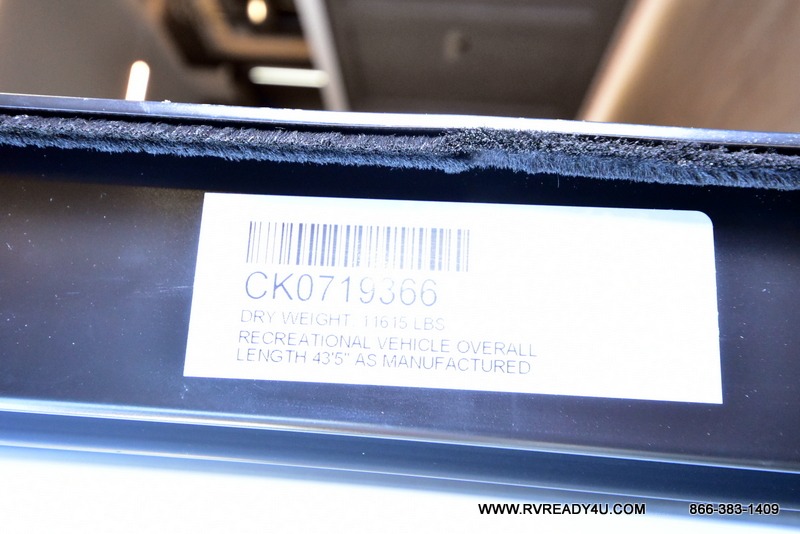 CK0719366
DRY WEIGHT, 11615 LBS
RECREATIONAL VEHICLE OVERALL
LENGTH 43'5" AS MANUFACTURED
WWW.RVREADY4U.COM 866-383-1409